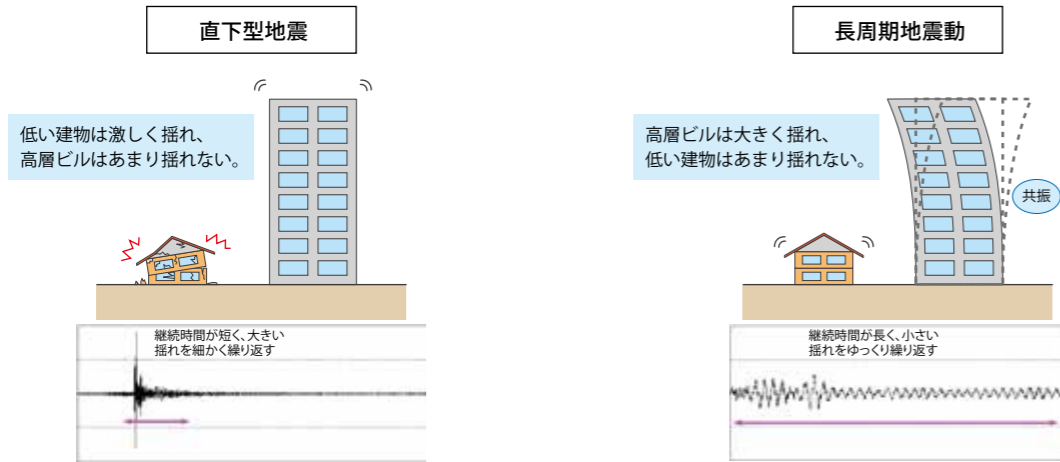 直下型地震
低い建物は激しく揺れ、
高層ビルはあまり揺れない。
継続時間が短く、大きい
揺れを細かく繰り返す
長周期地震動
高層ビルは大きく揺れ、
低い建物はあまり揺れない。
共振
継続時間が長く、小さい
揺れをゆっくり繰り返す